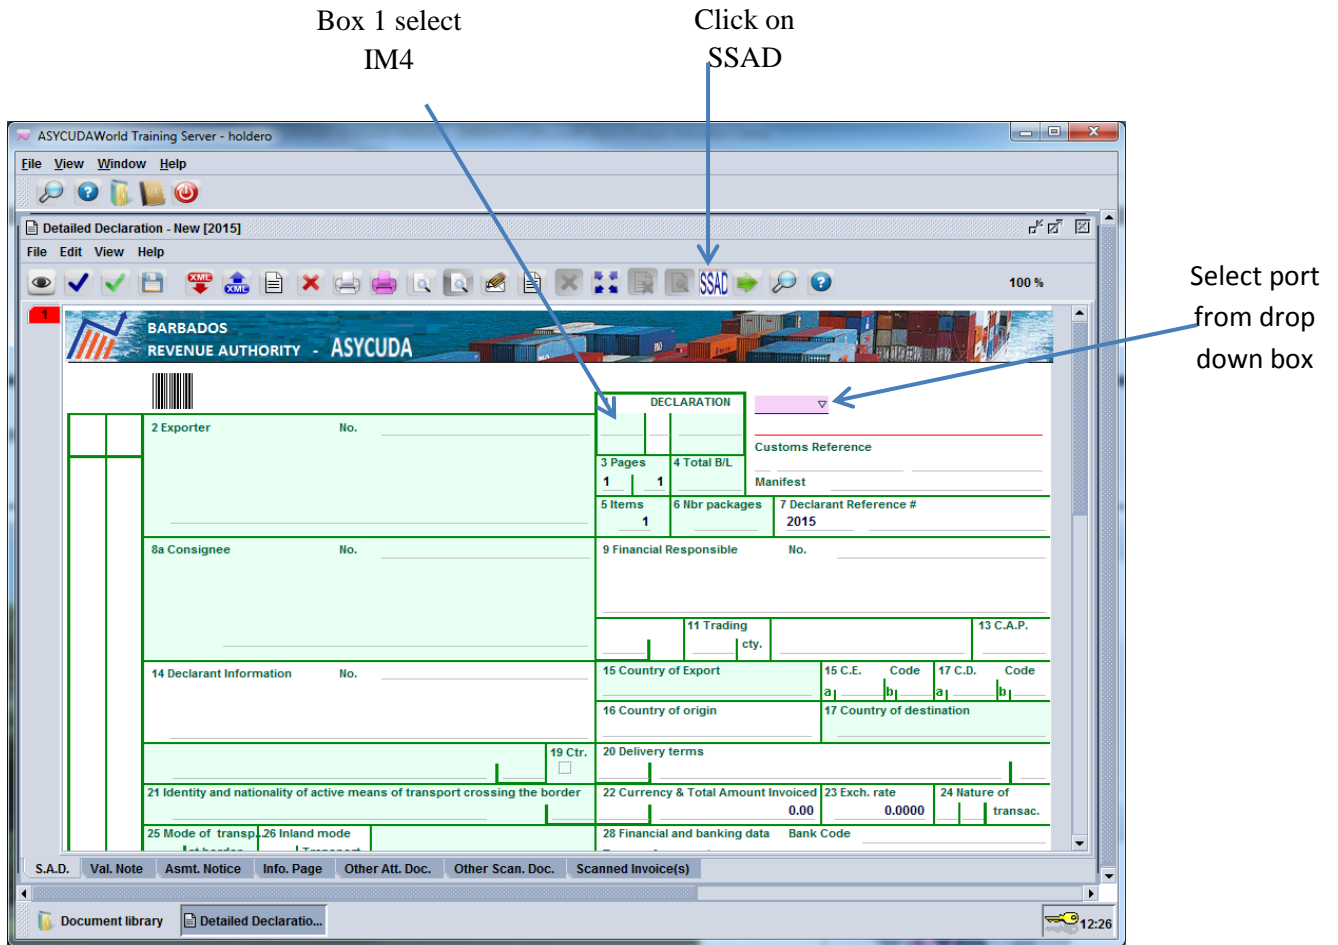 Box 1 select
IM4
Click on
SSAD
Select port
from drop
down box
ASYCUDAWorld Training Server - holdero
File View Window Help
Detailed Declaration - New [2015]
File Edit View Help
XML XML SSAD 100 %
1
BARBADOS
REVENUE AUTHORITY - ASYCUDA
DECLARATION
2 Exporter No.
Customs Reference
3 Pages 4 Total B/L
1 1 Manifest
5 Items 6 Nbr packages 7 Declarant Reference #
1 2015
8a Consignee No. 9 Financial Responsible No.
11 Trading 13 C.A.P.
cty.
14 Declarant Information No. 15 Country of Export 15 C.E. Code 17 C.D. Code
a b a b
16 Country of origin 17 Country of destination
19 Ctr. 20 Delivery terms
21 Identity and nationality of active means of transport crossing the border 22 Currency & Total Amount Invoiced 23 Exch. rate 24 Nature of
0.00 0.0000 transac.
25 Mode of transp. 26 Inland mode 28 Financial and banking data Bank Code
S.A.D. Val. Note Asmt. Notice Info. Page Other Att. Doc. Other Scan. Doc. Scanned Invoice(s)
Document library Detailed Declaratio... 12:26